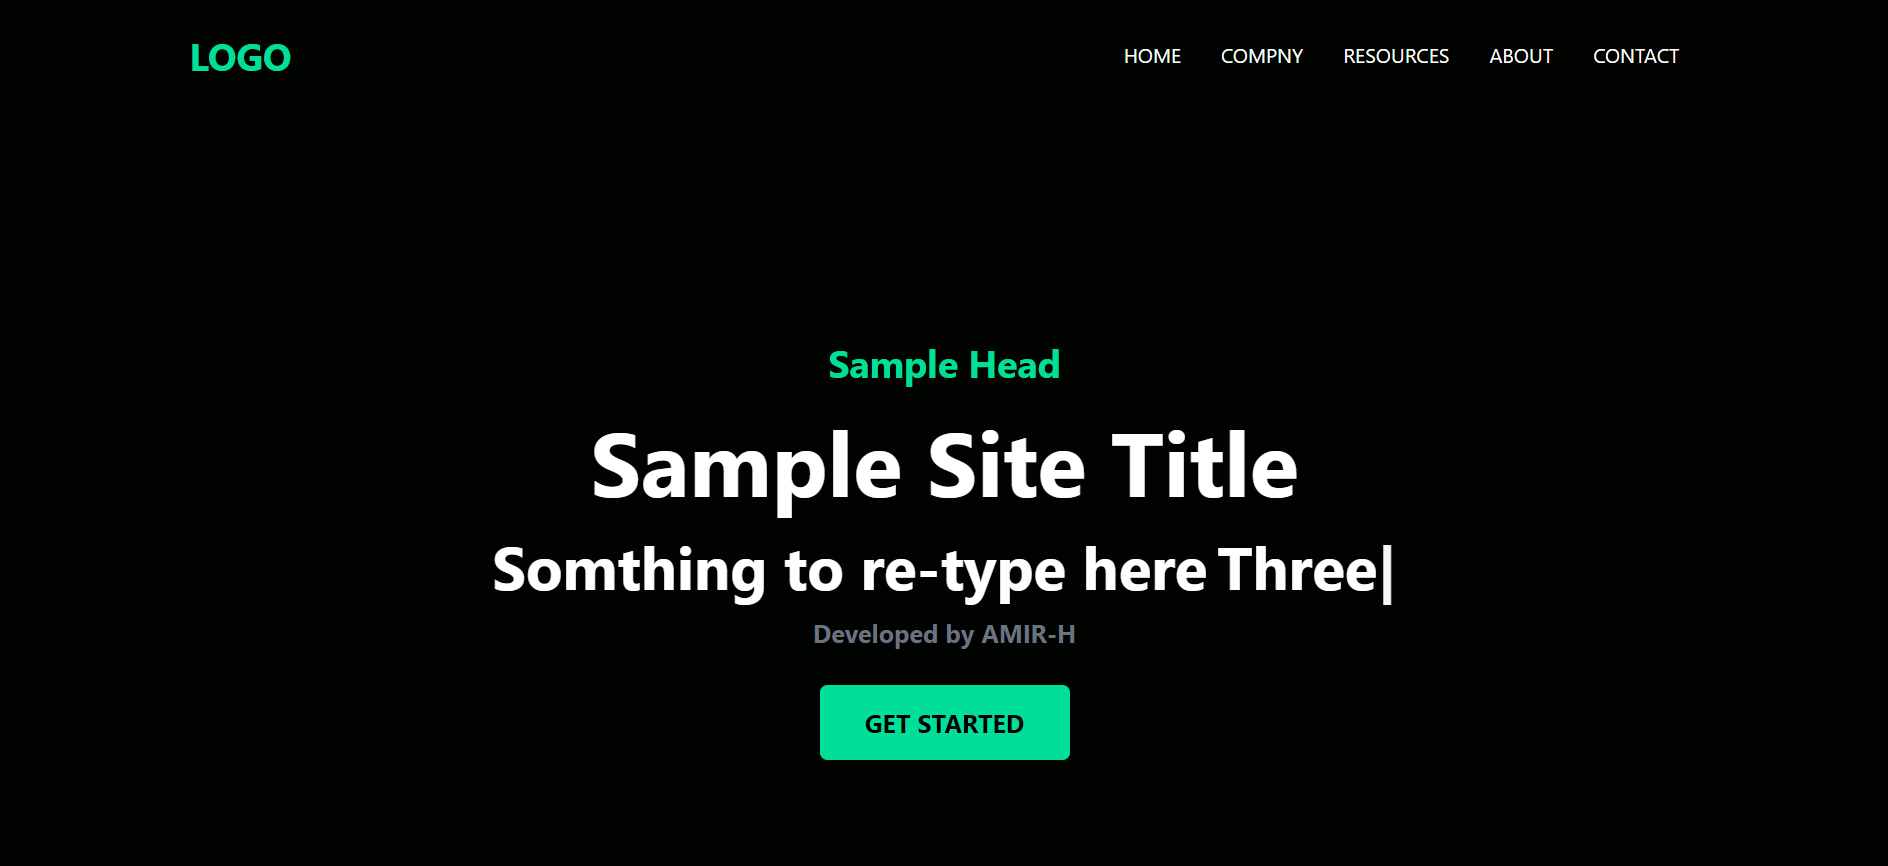 LOGO HOME COMPNY RESOURCES ABOUT CONTACT
Sample Head
Sample Site Title
Somthing to re-type here Three|
Developed by AMIR-H
GET STARTED